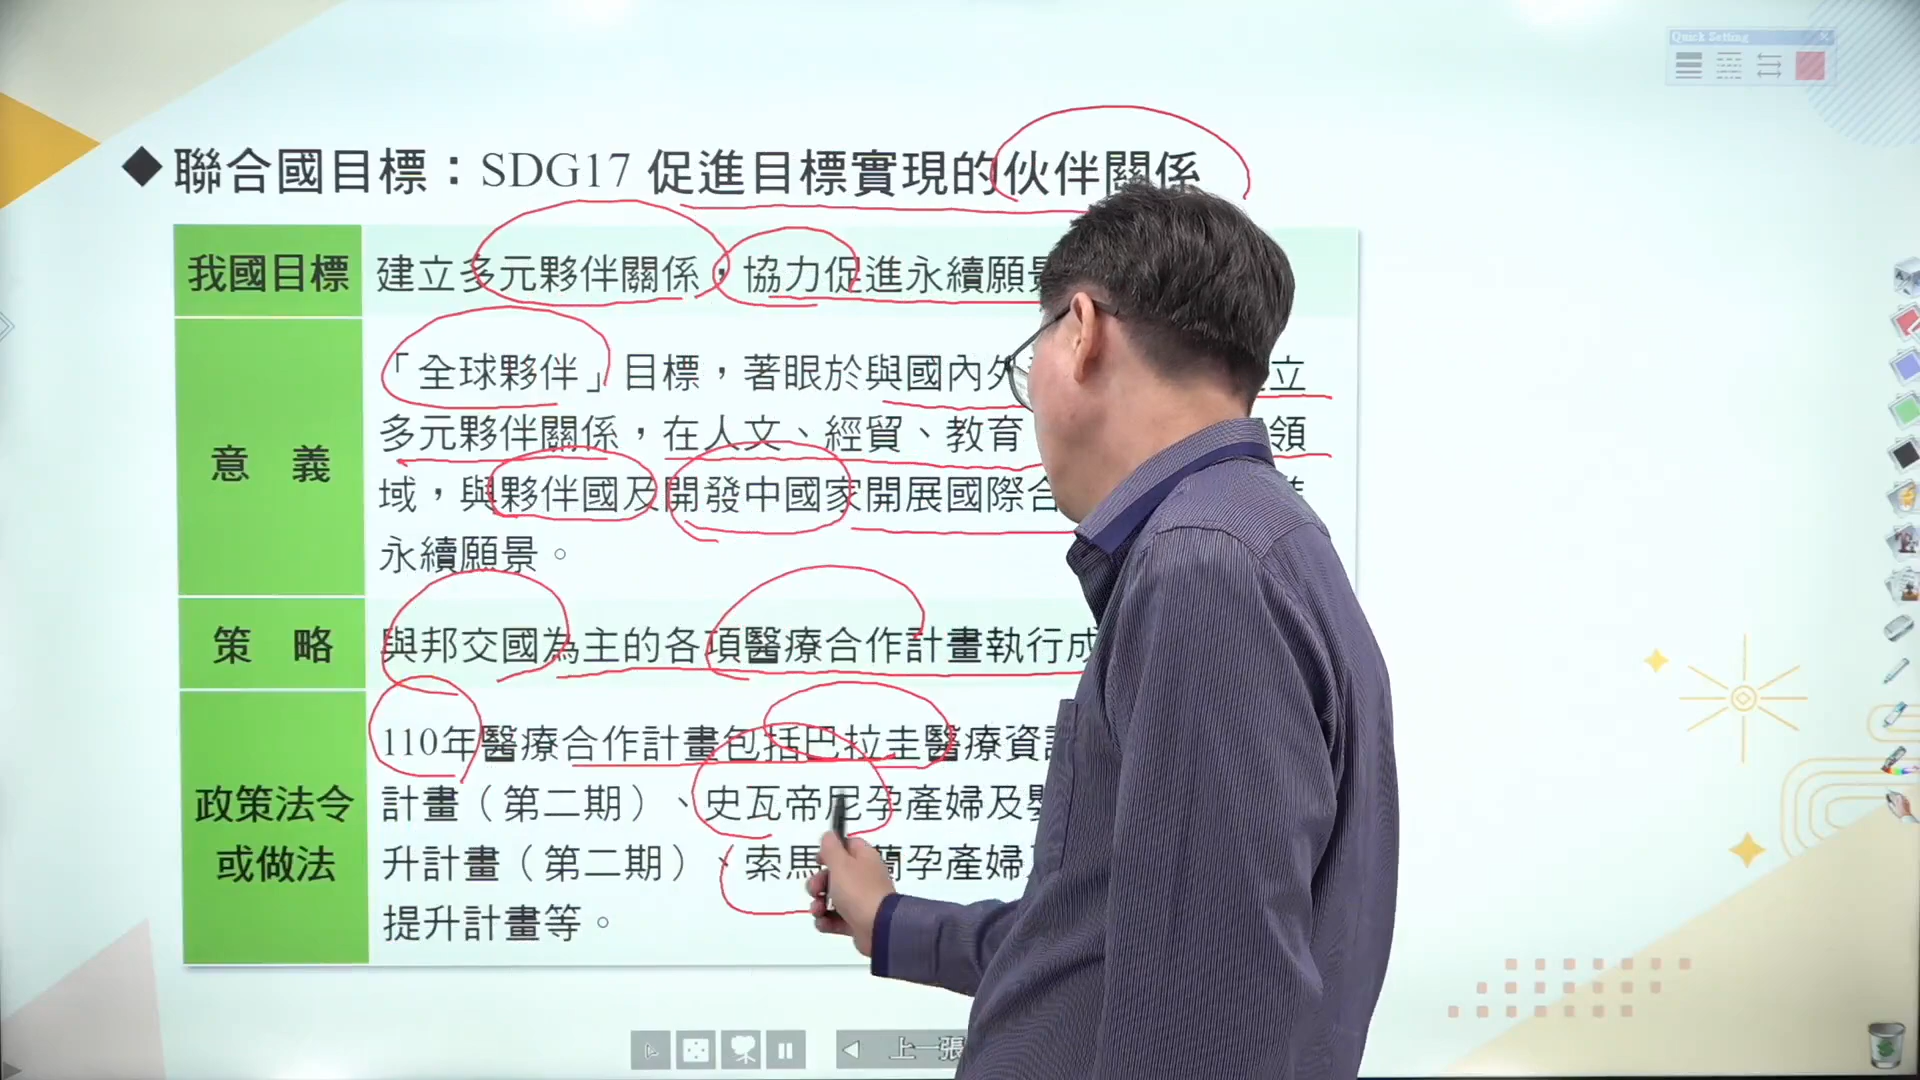 Quick Setting
◆聯合國目標：SDG17 促進目標實現的伙伴關係
我國目標
建立多元夥伴關係，協力促進永續願景
意 義
「全球夥伴」目標，著眼於與國內外
立
多元夥伴關係，在人文、經貿、教育
領
域，與夥伴國及開發中國家開展國際合
永續願景。
策 略
與邦交國為主的各項醫療合作計畫執行成
政策法令
或做法
110年醫療合作計畫包括巴拉圭醫療資
計畫（第二期）、史瓦帝尼孕產婦及
升計畫（第二期）、索馬 蘭孕產婦
提升計畫等。
上一張